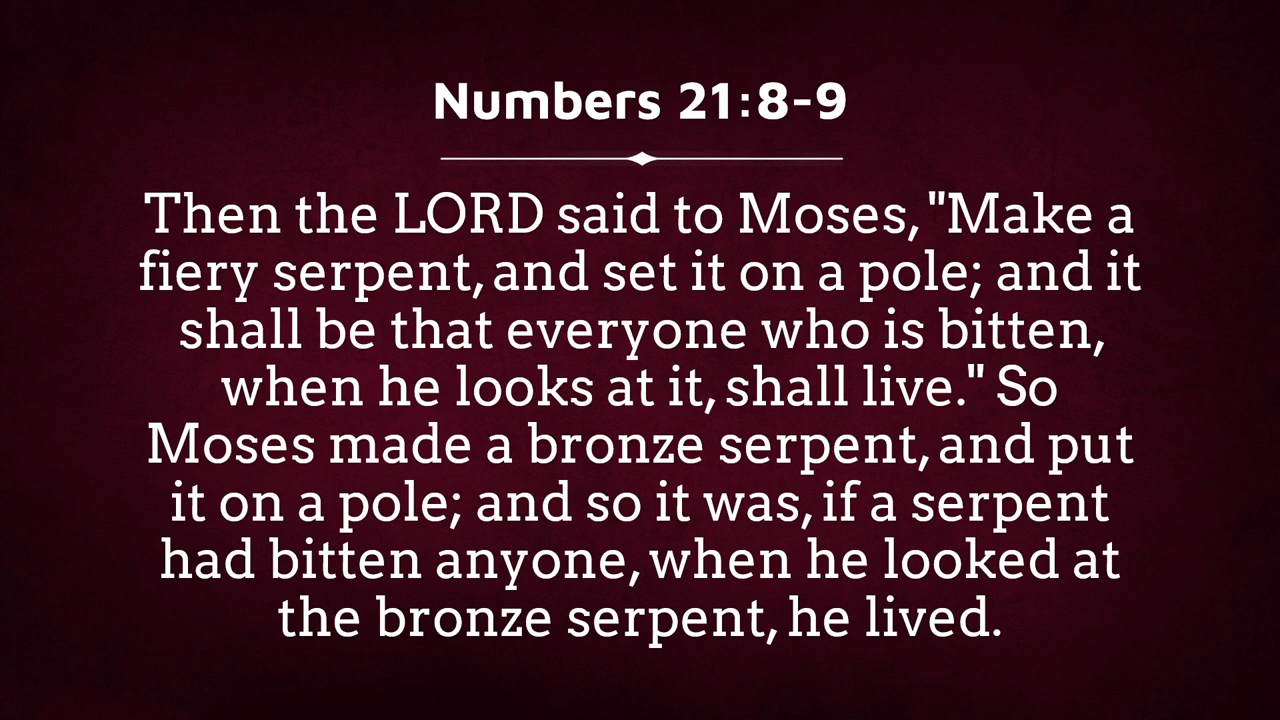 Numbers 21:8-9
Then the LORD said to Moses, "Make a
fiery serpent, and set it on a pole; and it
shall be that everyone who is bitten,
when he looks at it, shall live." So
Moses made a bronze serpent, and put
it on a pole; and so it was, if a serpent
had bitten anyone, when he looked at
the bronze serpent, he lived.